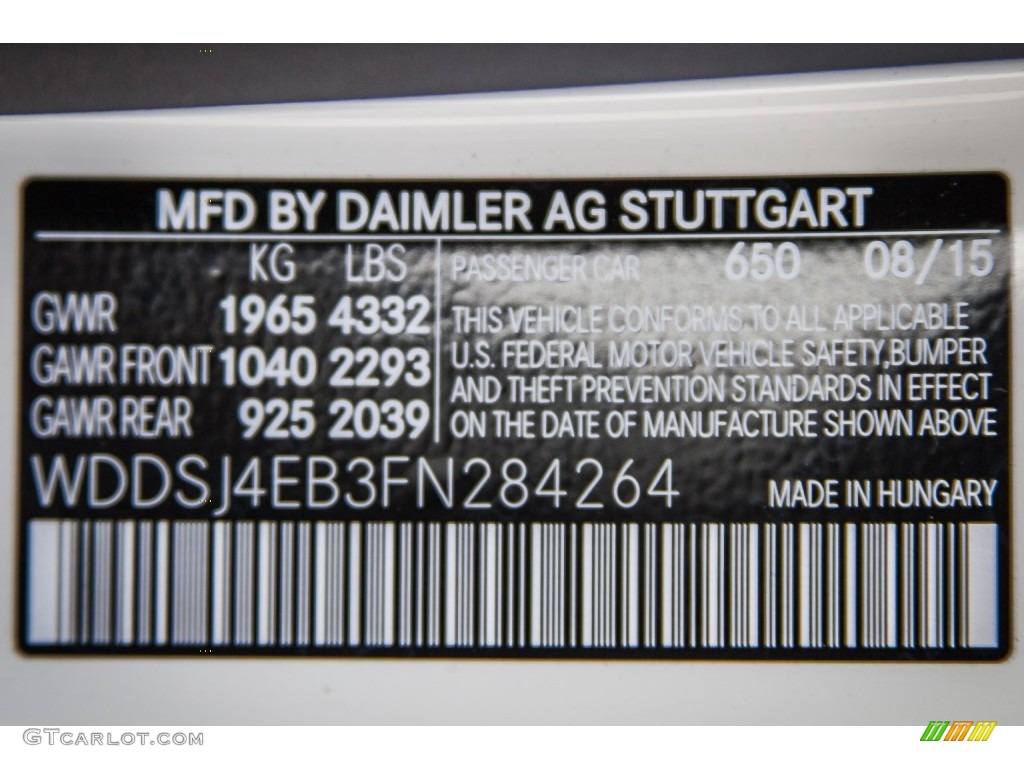 MFD BY DAIMLER AG STUTTGART
KG LBS
GVWR 1965 4332
GAWR FRONT 1040 2293
GAWR REAR 925 2039
PASSENGER CAR 650 08/15
THIS VEHICLE CONFORMS TO ALL APPLICABLE
U.S. FEDERAL MOTOR VEHICLE SAFETY,BUMPER
AND THEFT PREVENTION STANDARDS IN EFFECT
ON THE DATE OF MANUFACTURE SHOWN ABOVE
WDDSJ4EB3FN284264
MADE IN HUNGARY
GTCARLOT.COM